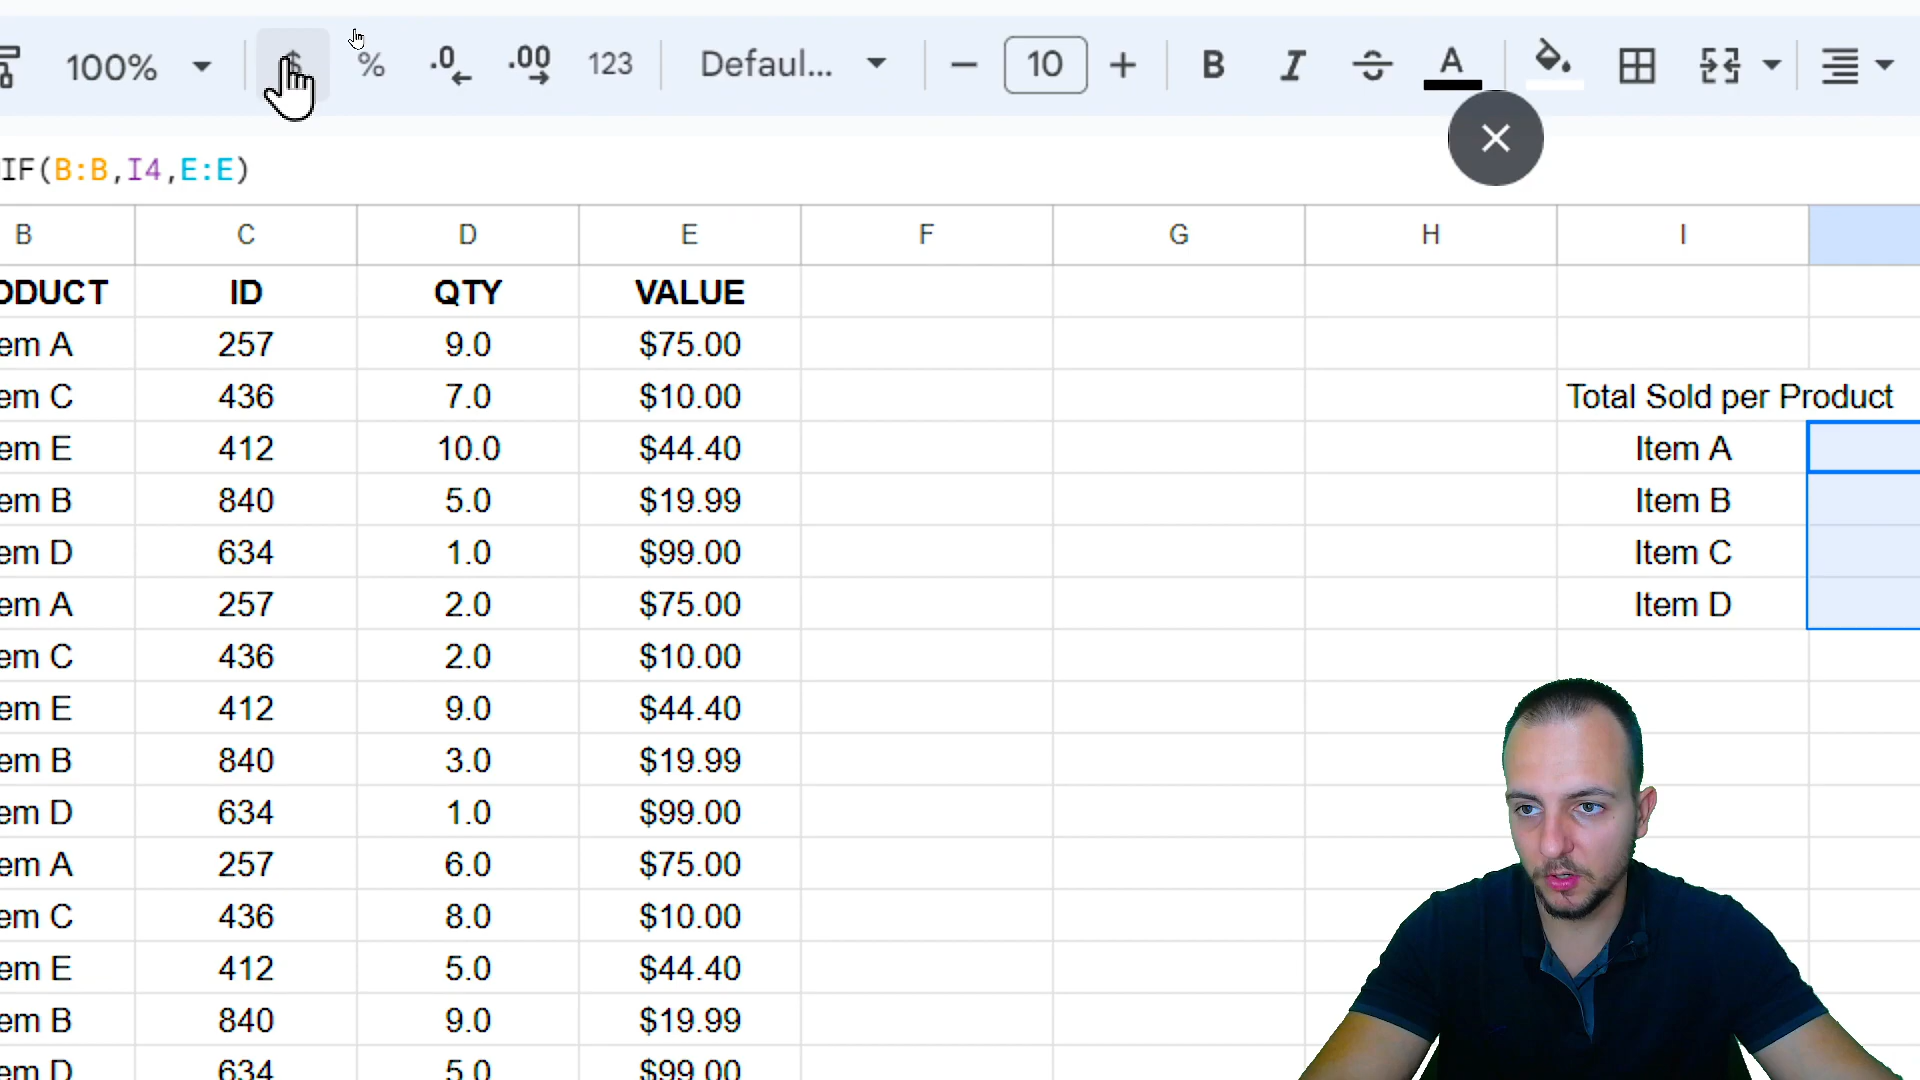 100% $ % .0 .00 123 Defaul... 10 B I S A
IF(B:B,I4,E:E)
B C D E F G H I
ODUCT ID QTY VALUE
em A 257 9.0 $75.00
em C 436 7.0 $10.00 Total Sold per Product
em E 412 10.0 $44.40 Item A
em B 840 5.0 $19.99 Item B
em D 634 1.0 $99.00 Item C
em A 257 2.0 $75.00 Item D
em C 436 2.0 $10.00
em E 412 9.0 $44.40
em B 840 3.0 $19.99
em D 634 1.0 $99.00
em A 257 6.0 $75.00
em C 436 8.0 $10.00
em E 412 5.0 $44.40
em B 840 9.0 $19.99
em D 634 5.0 $99.00